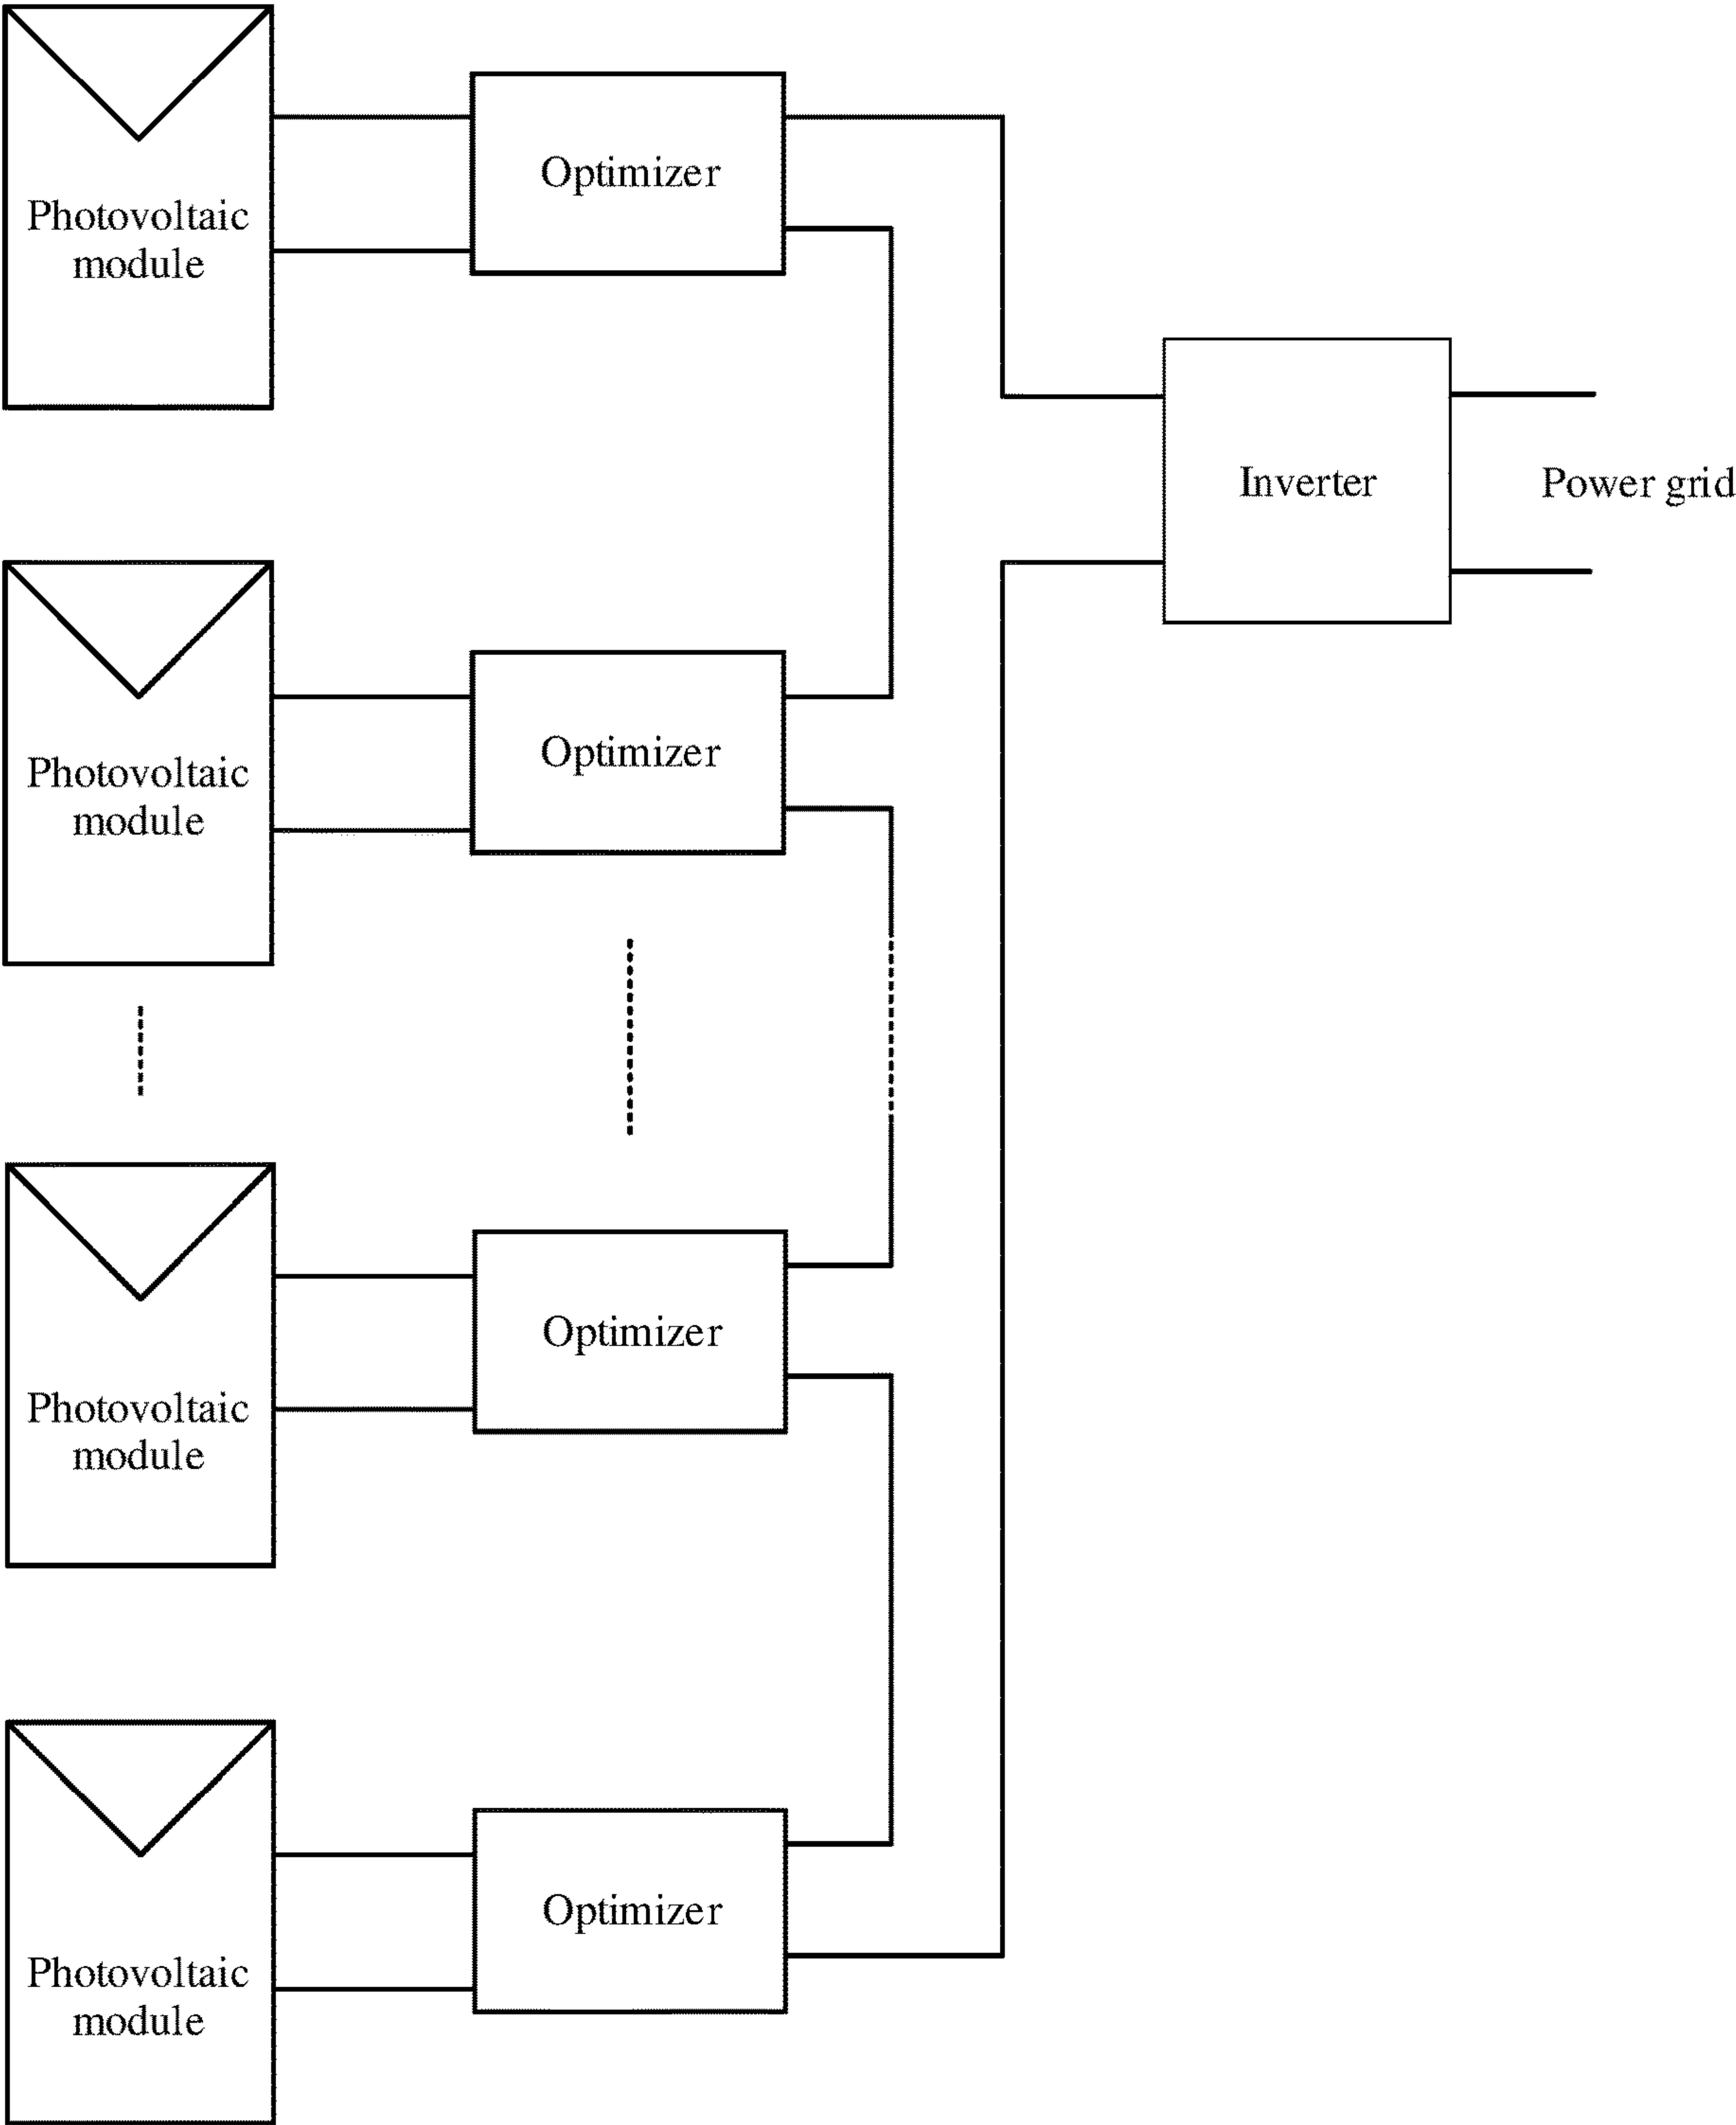 Optimizer
Photovoltaic
module
Inverter
Power grid
Optimizer
Photovoltaic
module
Optimizer
Photovoltaic
module
Optimizer
Photovoltaic
module